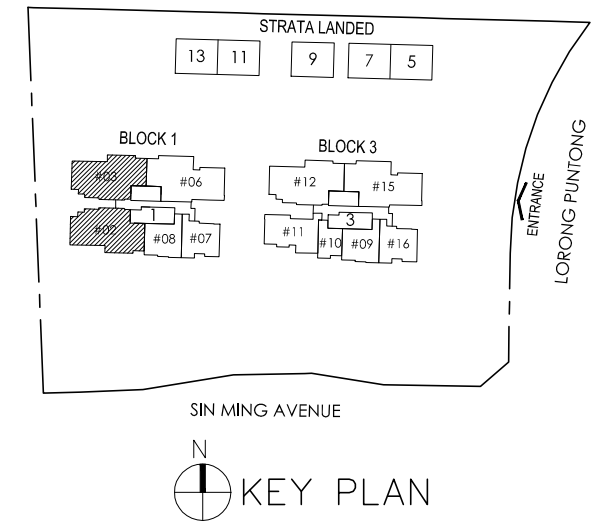 STRATA LANDED
13 11 9 7 5
BLOCK 1
#03 #06
1
#02 #08 #07
BLOCK 3
#12 #15
3
#11 #10 #09 #16
ENTRANCE
LORONG PUNTONG
SIN MING AVENUE
N
KEY PLAN